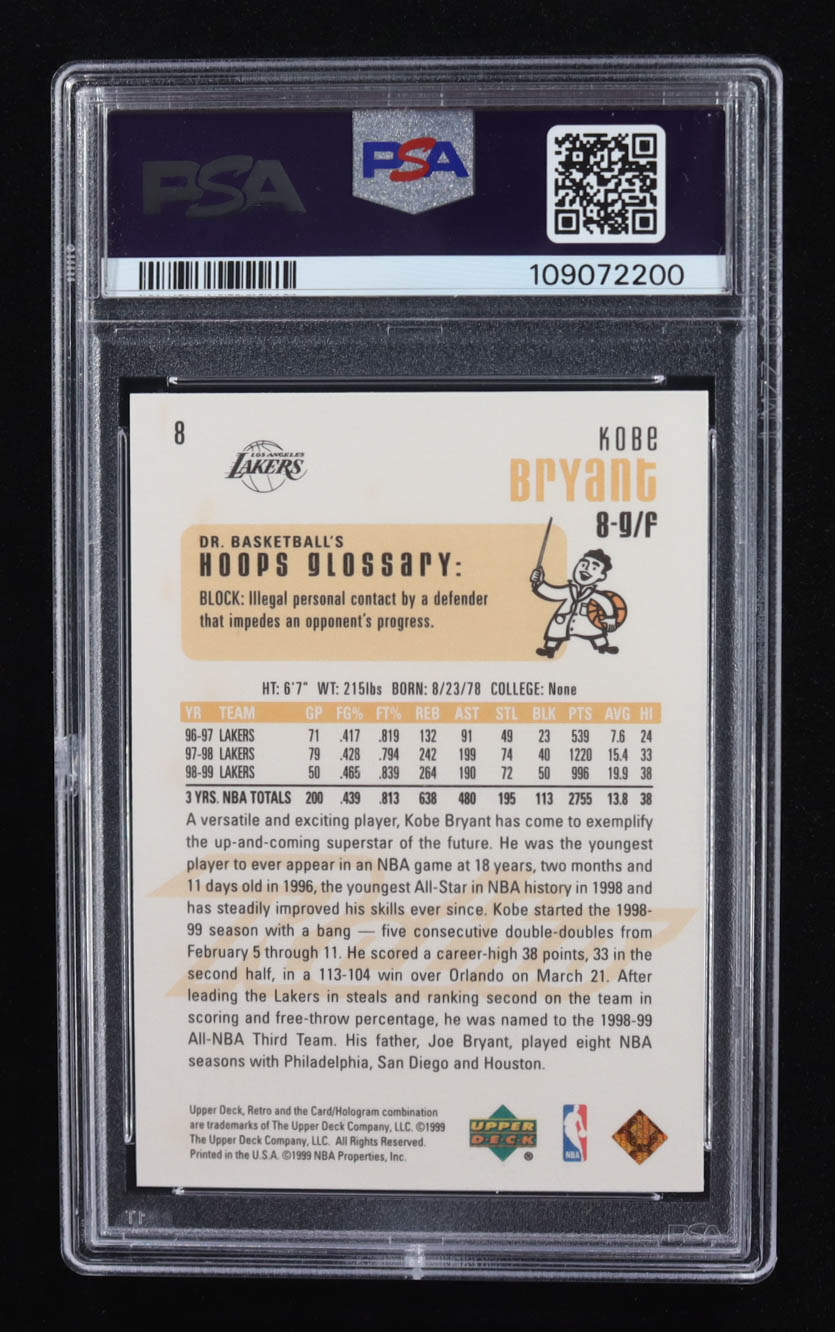 PSA
PSA
109072200
8
LOS ANGELES
LAKERS
KOBE
BRYANT
8-G/F
DR. BASKETBALL'S
HOOPS GLOSSARY:
BLOCK: Illegal personal contact by a defender
that impedes an opponent's progress.
HT: 6'7" WT: 215lbs BORN: 8/23/78 COLLEGE: None
YR TEAM GP FG% FT% REB AST STL BLK PTS AVG HI
96-97 LAKERS 71 .417 .819 132 91 49 23 539 7.6 24
97-98 LAKERS 79 .428 .794 242 199 74 40 1220 15.4 33
98-99 LAKERS 50 .465 .839 264 190 72 50 996 19.9 38
3 YRS. NBA TOTALS 200 .439 .813 638 480 195 113 2755 13.8 38
A versatile and exciting player, Kobe Bryant has come to exemplify
the up-and-coming superstar of the future. He was the youngest
player to ever appear in an NBA game at 18 years, two months and
11 days old in 1996, the youngest All-Star in NBA history in 1998 and
has steadily improved his skills ever since. Kobe started the 1998-
99 season with a bang — five consecutive double-doubles from
February 5 through 11. He scored a career-high 38 points, 33 in the
second half, in a 113-104 win over Orlando on March 21. After
leading the Lakers in steals and ranking second on the team in
scoring and free-throw percentage, he was named to the 1998-99
All-NBA Third Team. His father, Joe Bryant, played eight NBA
seasons with Philadelphia, San Diego and Houston.
Upper Deck, Retro and the Card/Hologram combination
are trademarks of The Upper Deck Company, LLC. ©1999
The Upper Deck Company, LLC. All Rights Reserved.
Printed in the U.S.A. ©1999 NBA Properties, Inc.
UPPER
DECK
®
NBA
PSA